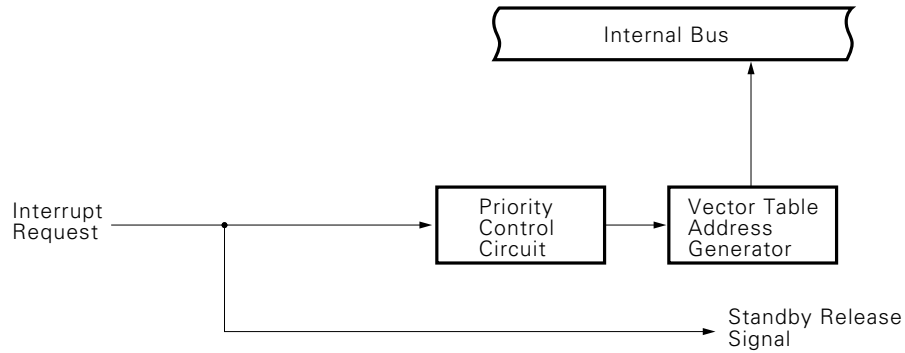 Internal Bus
Interrupt
Request
Priority
Control
Circuit
Vector Table
Address
Generator
Standby Release
Signal